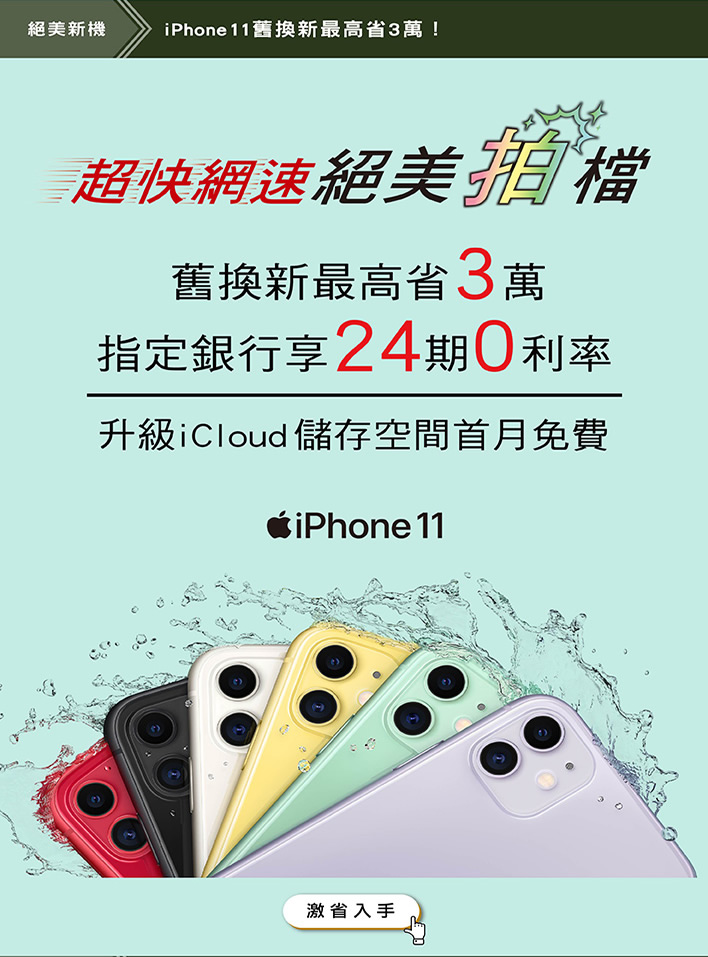 絕美新機
iPhone 11舊換新最高省3萬！
超快網速絕美拍檔
舊換新最高省3萬
指定銀行享24期0利率
升級iCloud儲存空間首月免費
iPhone 11
激省入手